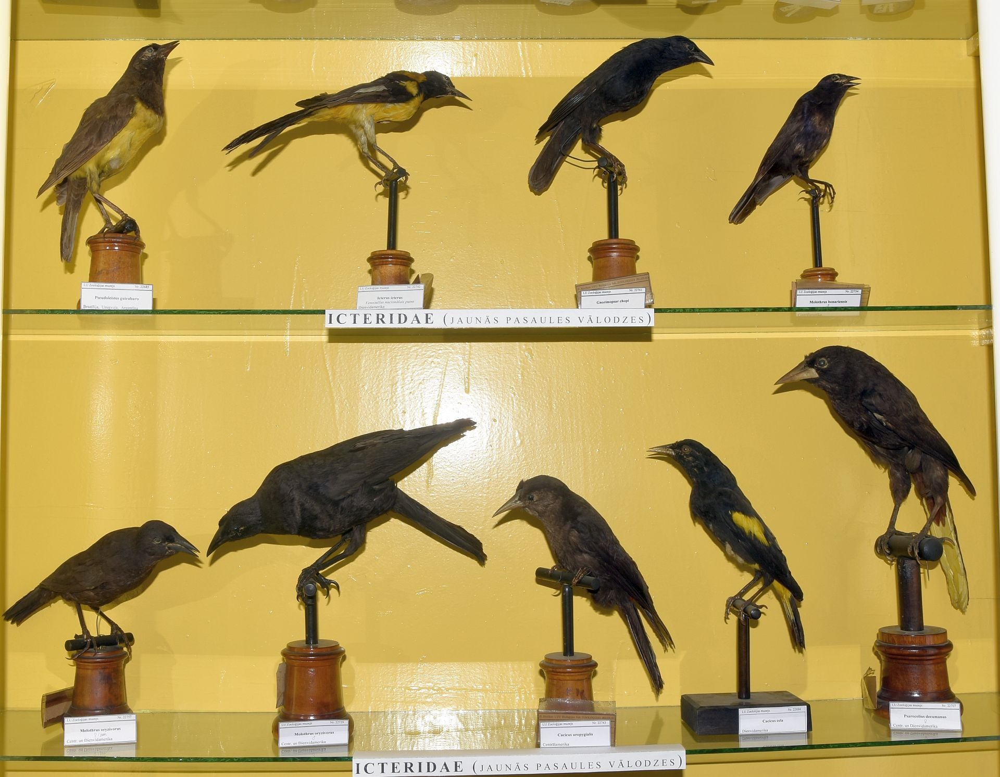 LU Zooloģijas muzejs Nr. 22685
Pseudoleistes guirahuro
Brazīlija, Urugvaja, Argentīna
LU Zooloģijas muzejs Nr. 22742
Icterus icterus
Venecuēlas nacionālais putns
Dienvidamerika
LU Zooloģijas muzejs Nr. 22761
Gnorimopsar chopi
LU Zooloģijas muzejs Nr. 22754
Molothrus bonariensis
♂
ICTERIDAE (JAUNĀS PASAULES VĀLODZES)
LU Zooloģijas muzejs Nr. 22757
Molothrus oryzivorus
♀ / juv.
Centr. un Dienvidamerika
LU Zooloģijas muzejs Nr. 22729
Molothrus oryzivorus
♂
Centr. un Dienvidamerika
LU Zooloģijas muzejs Nr. 22743
Cacicus uropygialis
Centrālamerika
LU Zooloģijas muzejs Nr. 22694
Cacicus cela
Dienvidamerika
LU Zooloģijas muzejs Nr. 22707
Psarocolius decumanus
♀
Centr. un Dienvidamerika
ICTERIDAE (JAUNĀS PASAULES VĀLODZES)